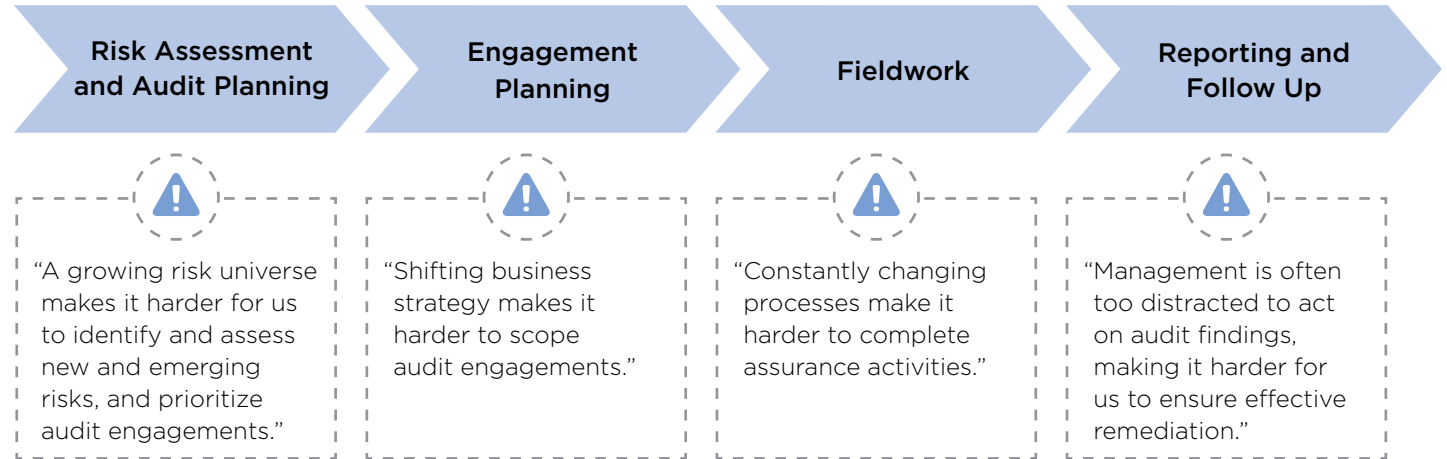 Risk Assessment
and Audit Planning
Engagement
Planning
Fieldwork
Reporting and
Follow Up
“A growing risk universe
makes it harder for us
to identify and assess
new and emerging
risks, and prioritize
audit engagements.”
“Shifting business
strategy makes it
harder to scope
audit engagements.”
“Constantly changing
processes make it
harder to complete
assurance activities.”
“Management is often
too distracted to act
on audit findings,
making it harder for
us to ensure effective
remediation.”